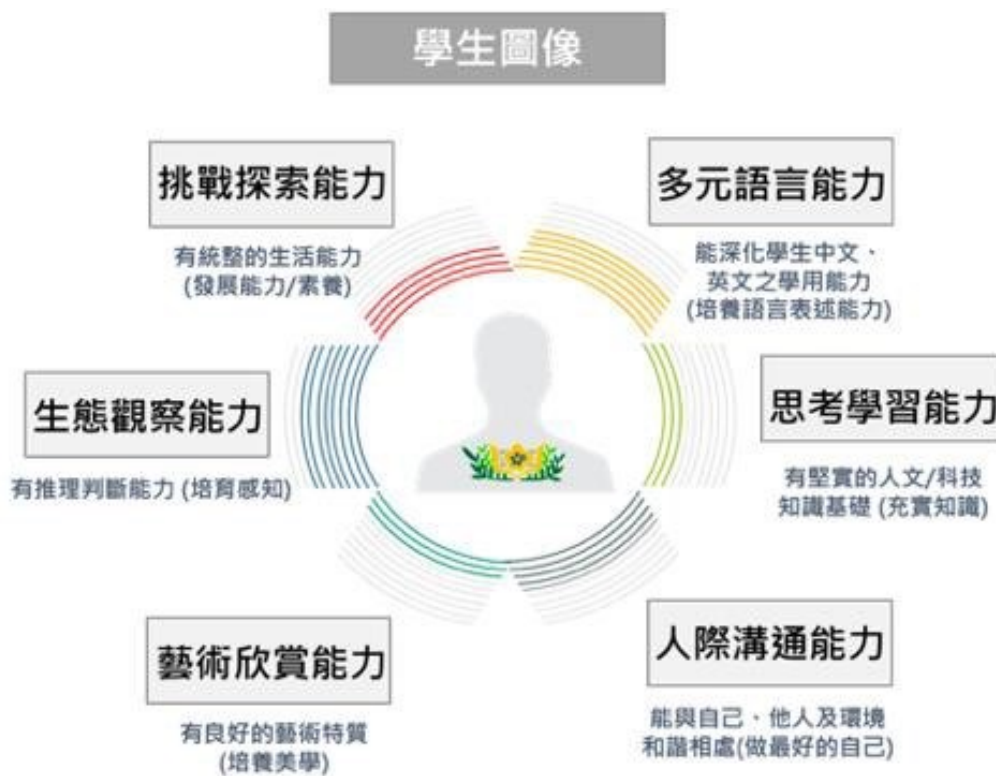 學生圖像
挑戰探索能力
有統整的生活能力
(發展能力/素養)
多元語言能力
能深化學生中文、
英文之學用能力
(培養語言表述能力)
生態觀察能力
有推理判斷能力 (培育感知)
思考學習能力
有堅實的人文/科技
知識基礎 (充實知識)
藝術欣賞能力
有良好的藝術特質
(培養美學)
人際溝通能力
能與自己、他人及環境
和諧相處(做最好的自己)